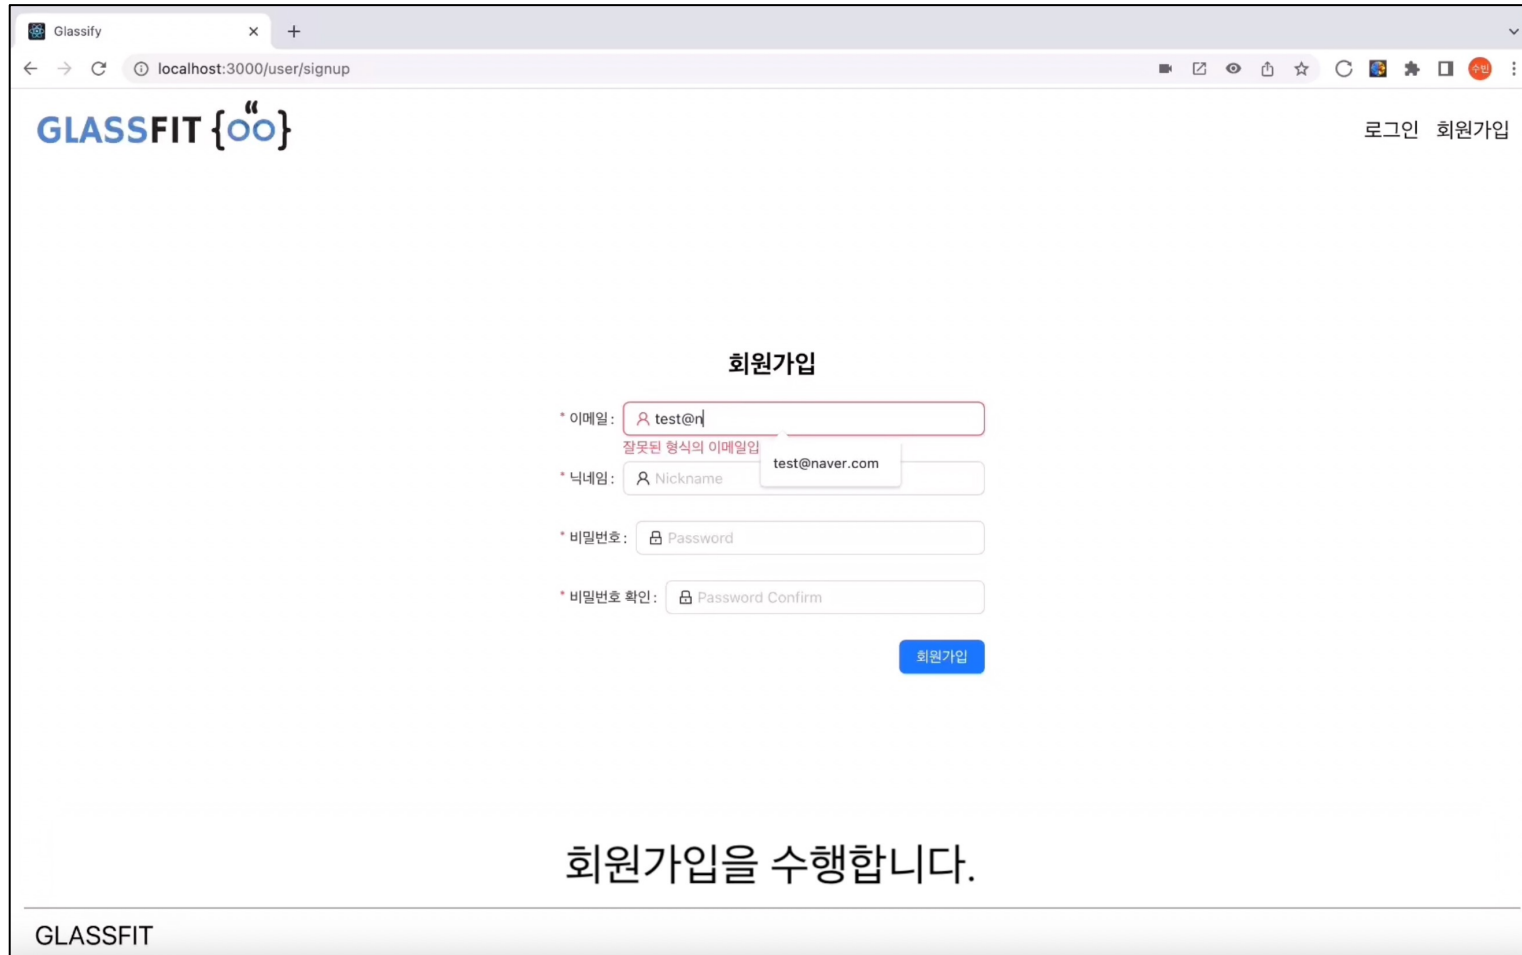 Glassify
localhost:3000/user/signup
수빈
GLASSFIT {oo}
로그인 회원가입
회원가입
* 이메일: test@n
잘못된 형식의 이메일입
test@naver.com
* 닉네임: Nickname
* 비밀번호: Password
* 비밀번호 확인: Password Confirm
회원가입
회원가입을 수행합니다.
GLASSFIT